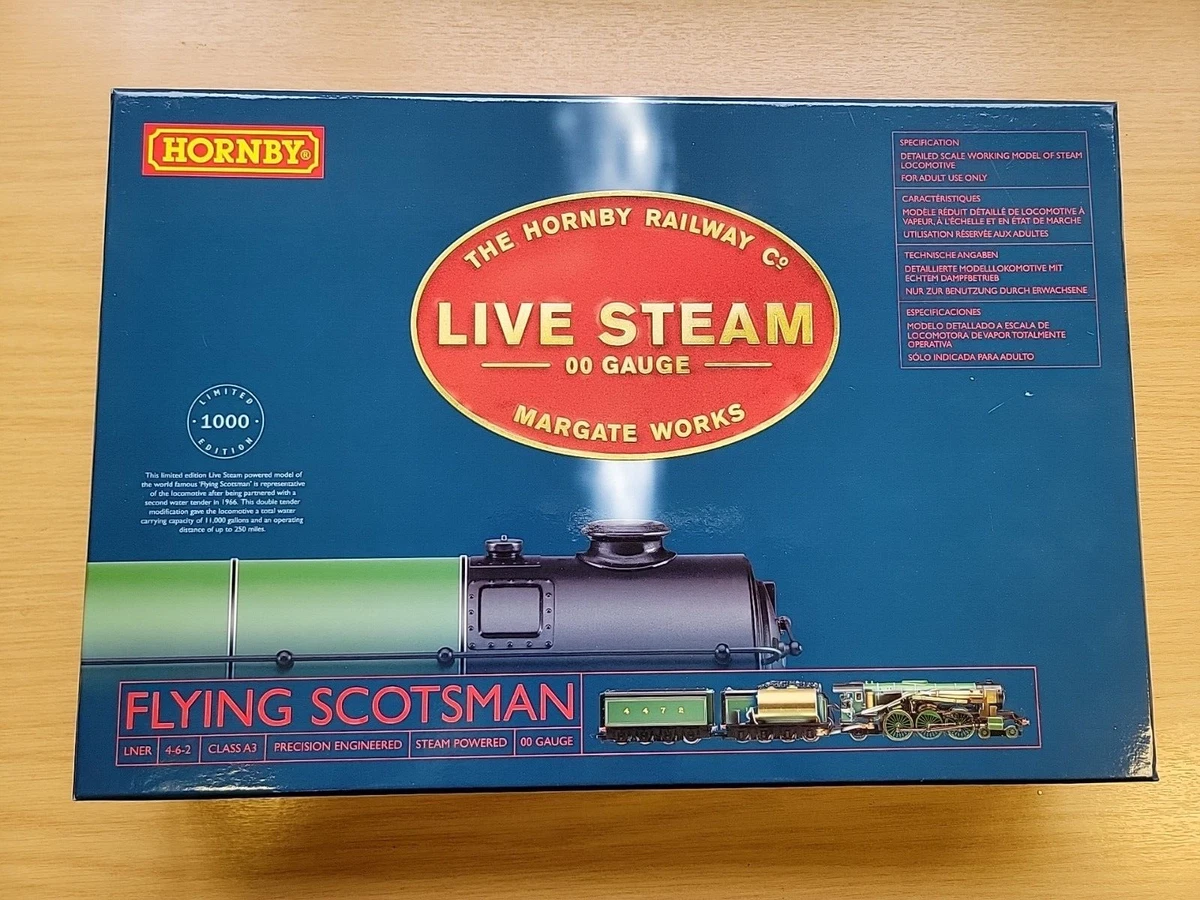 HORNBY®
THE HORNBY RAILWAY Cº
LIVE STEAM
00 GAUGE
MARGATE WORKS
SPECIFICATION
DETAILED SCALE WORKING MODEL OF STEAM
LOCOMOTIVE
FOR ADULT USE ONLY
CARACTÉRISTIQUES
MODÈLE RÉDUIT DÉTAILLÉ DE LOCOMOTIVE À
VAPEUR, À L'ÉCHELLE ET EN ÉTAT DE MARCHE
UTILISATION RÉSERVÉE AUX ADULTES
TECHNISCHE ANGABEN
DETAILLIERTE MODELLLOKOMOTIVE MIT
ECHTEM DAMPFBETRIEB
NUR ZUR BENUTZUNG DURCH ERWACHSENE
ESPECIFICACIONES
MODELO DETALLADO A ESCALA DE
LOCOMOTORA DE VAPOR TOTALMENTE
OPERATIVA
SÓLO INDICADA PARA ADULTO
LIMITED
1000
EDITION
This limited edition Live Steam powered model of
the world famous 'Flying Scotsman' is representative
of the locomotive after being partnered with a
second water tender in 1966. This double tender
modification gave the locomotive a total water
carrying capacity of 11,000 gallons and an operating
distance of up to 250 miles.
FLYING SCOTSMAN
LNER 4-6-2 CLASS A3 PRECISION ENGINEERED STEAM POWERED 00 GAUGE
4472